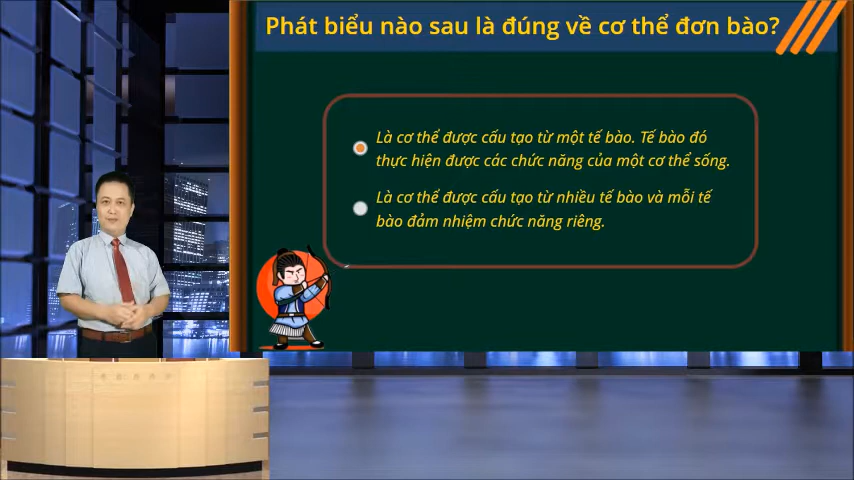 Phát biểu nào sau là đúng về cơ thể đơn bào?
Là cơ thể được cấu tạo từ một tế bào. Tế bào đó
thực hiện được các chức năng của một cơ thể sống.
Là cơ thể được cấu tạo từ nhiều tế bào và mỗi tế
bào đảm nhiệm chức năng riêng.